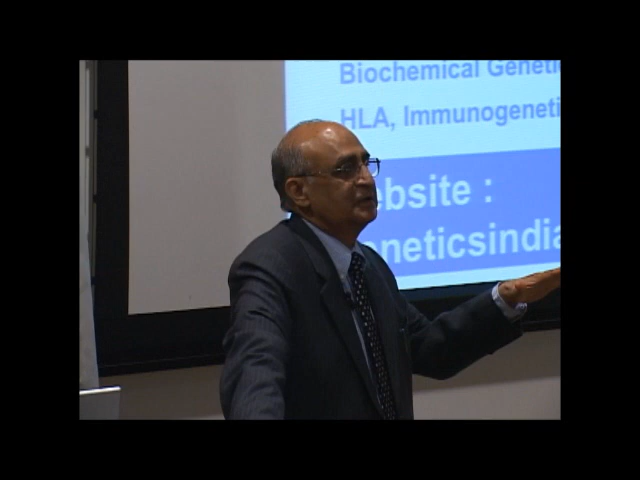 Biochemical Geneti
HLA, Immunogeneti
ebsite :
eneticsindia